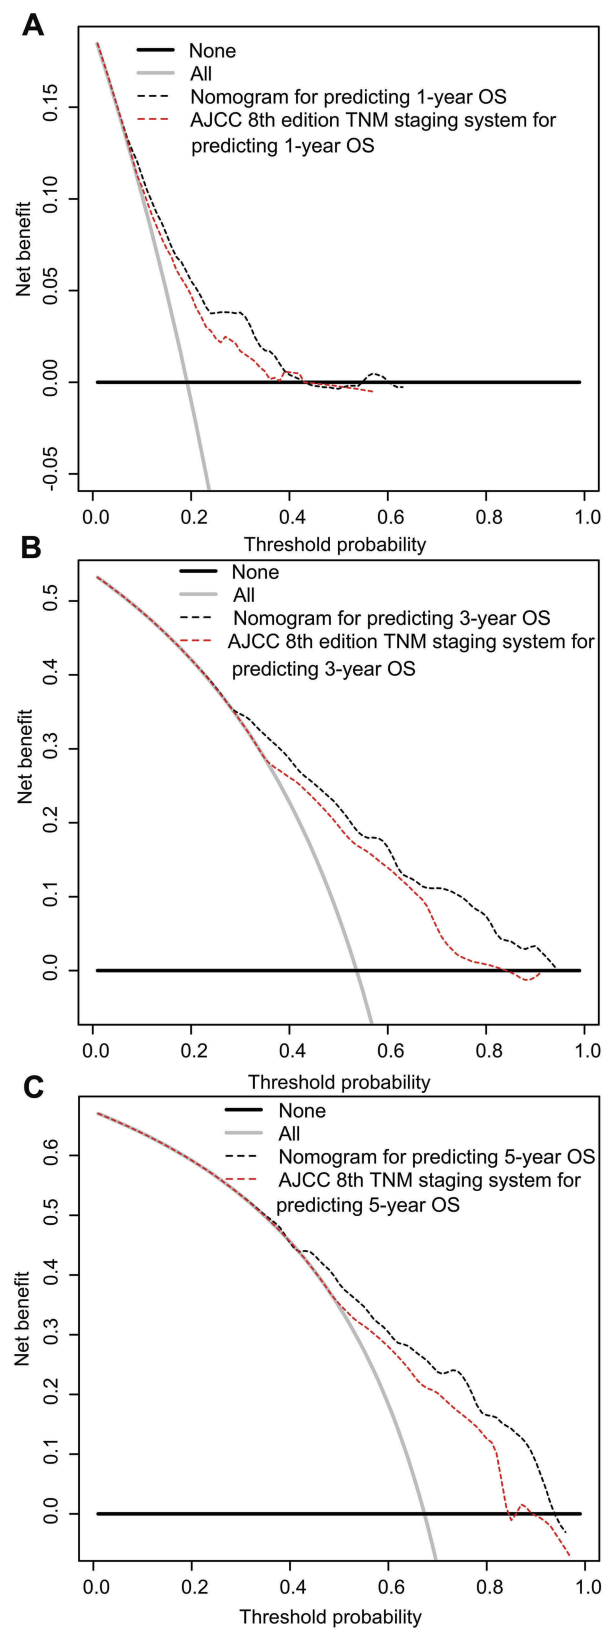 A
None
All
Nomogram for predicting 1-year OS
AJCC 8th edition TNM staging system for
predicting 1-year OS
Net benefit
0.15
0.10
0.05
0.00
-0.05
0.0 0.2 0.4 0.6 0.8 1.0
Threshold probability
B
None
All
Nomogram for predicting 3-year OS
AJCC 8th edition TNM staging system for
predicting 3-year OS
Net benefit
0.5
0.4
0.3
0.2
0.1
0.0
0.0 0.2 0.4 0.6 0.8 1.0
Threshold probability
C
None
All
Nomogram for predicting 5-year OS
AJCC 8th TNM staging system for
predicting 5-year OS
Net benefit
0.6
0.5
0.4
0.3
0.2
0.1
0.0
0.0 0.2 0.4 0.6 0.8 1.0
Threshold probability